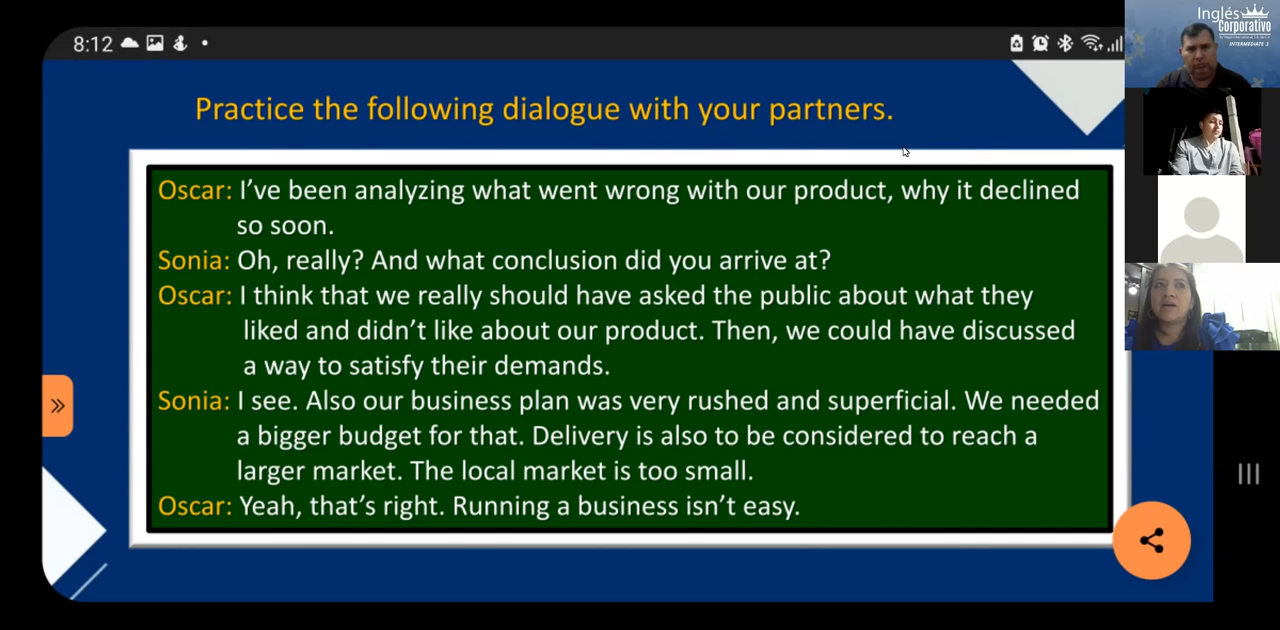 8:12
Inglés
Corporativo
INTERMEDIATE 3
Practice the following dialogue with your partners.
Oscar: I've been analyzing what went wrong with our product, why it declined
so soon.
Sonia: Oh, really? And what conclusion did you arrive at?
Oscar: I think that we really should have asked the public about what they
liked and didn't like about our product. Then, we could have discussed
a way to satisfy their demands.
Sonia: I see. Also our business plan was very rushed and superficial. We needed
a bigger budget for that. Delivery is also to be considered to reach a
larger market. The local market is too small.
Oscar: Yeah, that's right. Running a business isn't easy.